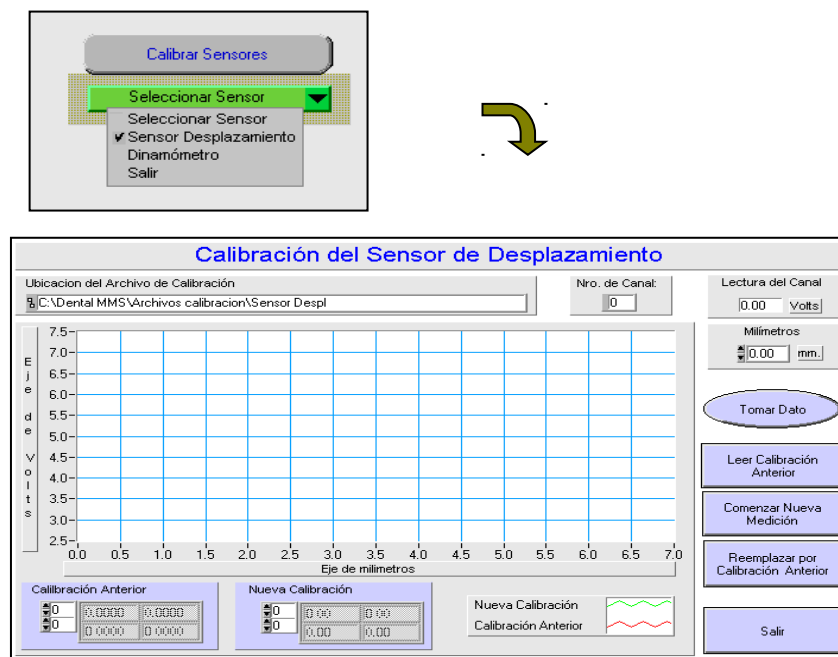 Calibrar Sensores
Seleccionar Sensor
Seleccionar Sensor
Sensor Desplazamiento
Dinamómetro
Salir
Calibración del Sensor de Desplazamiento
Ubicacion del Archivo de Calibración
C:\Dental MMS\Archivos calibracion\Sensor Despl
Nro. de Canal:
0
Lectura del Canal
0.00 Volts
Milímetros
0.00 mm.
Tomar Dato
Leer Calibración
Anterior
Comenzar Nueva
Medición
Reemplazar por
Calibración Anterior
Salir
Eje de Volts
7.5
7.0
6.5
6.0
5.5
5.0
4.5
4.0
3.5
3.0
2.5
0.0 0.5 1.0 1.5 2.0 2.5 3.0 3.5 4.0 4.5 5.0 5.5 6.0 6.5 7.0
Eje de milimetros
Calilbración Anterior
0 0.0000 0.0000
0 0.0000 0.0000
Nueva Calibración
0 0.00 0.00
0 0.00 0.00
Nueva Calibración
Calibración Anterior